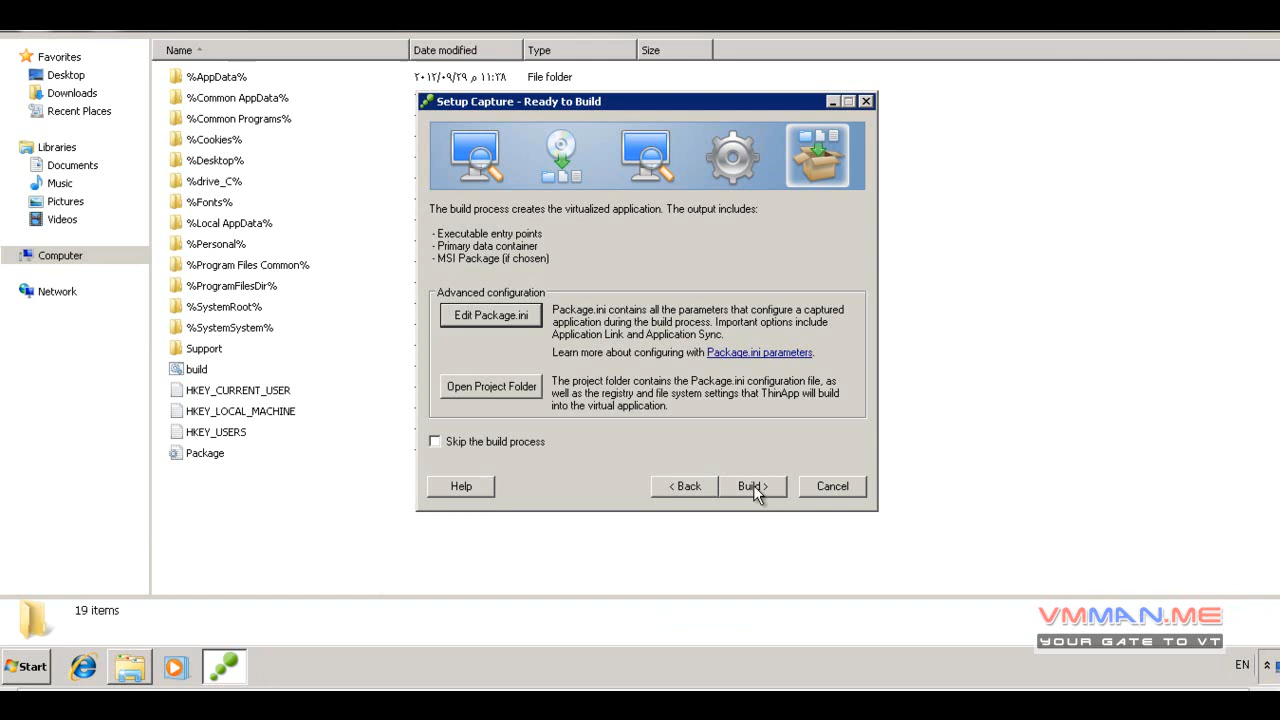 Name
Date modified
Type
Size
Favorites
Desktop
Downloads
Recent Places
Libraries
Documents
Music
Pictures
Videos
Computer
Network
%AppData%
٢٠١٢/٠٩/٢٩ م ١١:٢٨
File folder
%Common AppData%
%Common Programs%
%Cookies%
%Desktop%
%drive_C%
%Fonts%
%Local AppData%
%Personal%
%Program Files Common%
%ProgramFilesDir%
%SystemRoot%
%SystemSystem%
Support
build
HKEY_CURRENT_USER
HKEY_LOCAL_MACHINE
HKEY_USERS
Package
Setup Capture - Ready to Build
The build process creates the virtualized application. The output includes:
- Executable entry points
- Primary data container
- MSI Package (if chosen)
Advanced configuration
Edit Package.ini
Package.ini contains all the parameters that configure a captured
application during the build process. Important options include
Application Link and Application Sync.
Learn more about configuring with Package.ini parameters.
Open Project Folder
The project folder contains the Package.ini configuration file, as
well as the registry and file system settings that ThinApp will build
into the virtual application.
Skip the build process
Help
< Back
Build >
Cancel
19 items
VMMAN.ME
YOUR GATE TO VT
Start
EN